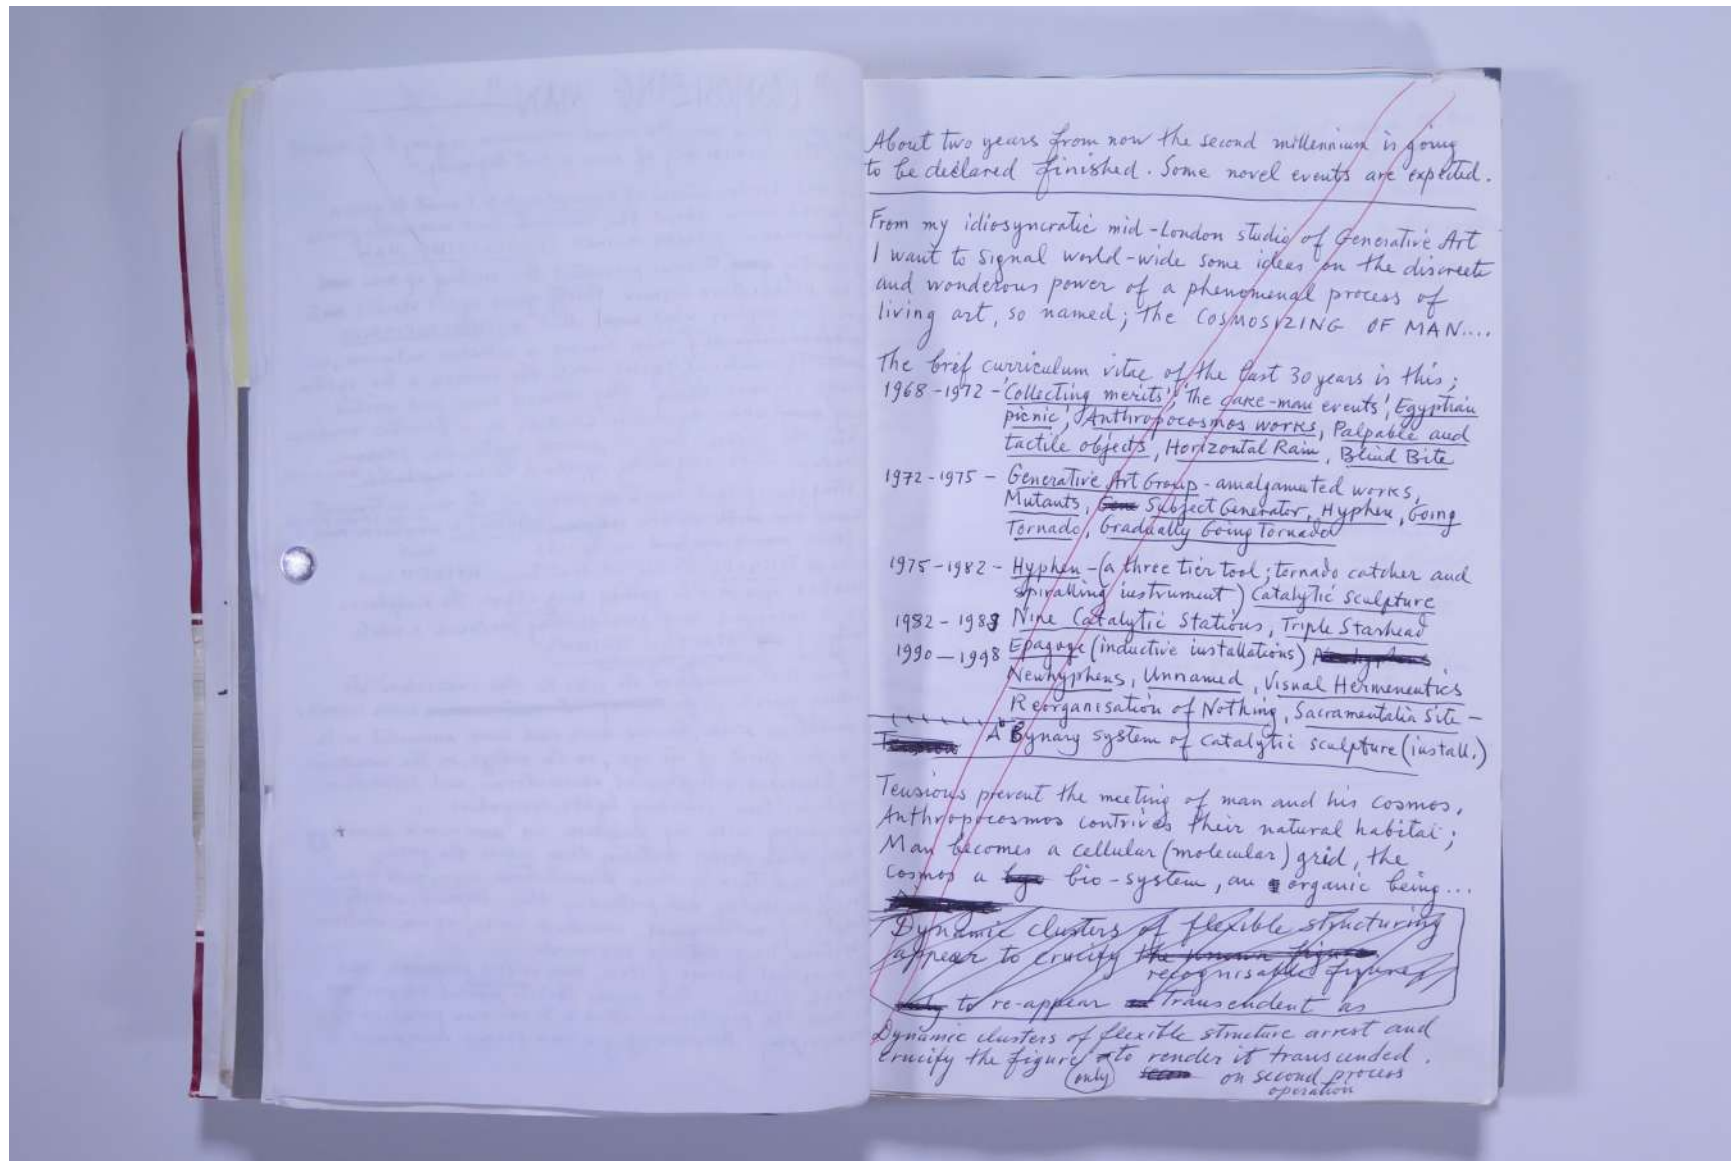 About two years from now the second millennium is going
to be declared finished. Some novel events are expected.
From my idiosyncratic mid-London studio of Generative Art
I want to signal world-wide some ideas on the discreete
and wonderous power of a phenomenal process of
living art, so named; the COSMOSIZING OF MAN....
The brief curriculum vitae of the last 30 years is this;
1968-1972 - 'Collecting merits', 'The cake-man events', Egyptian
picnic', Anthropocosmos works, Palpable and
tactile objects', Horizontal Rain, Blind Bite
1972-1975 - Generative Art Group - amalgamated works,
Mutants, Gene Subject Generator, Hyphen, Going
Tornado, Gradually Going Tornado
1975-1982 - Hyphen - (a three tier tool; tornado catcher and
spiralling instrument) Catalytic Sculpture
1982-1989 Nine Catalytic Stations, Triple Starhead
1990-1998 Epagoge (inductive installations)
Newhyphens, Unnamed, Visual Hermeneutics
Reorganisation of Nothing, Sacramentalia Site -
A Bynary system of catalytic sculpture (install.)
Tensions prevent the meeting of man and his cosmos,
Anthropocosmos contrives their natural habitat;
Man becomes a cellular (molecular) grid, the
cosmos a bio-system, an organic being...
Dynamic clusters of flexible structuring
appear to crucify the known figure
recognisable figures
only to re-appear Transendent as
Dynamic clusters of flexible structure arrest and
crucify the figure to render it transcended.
(only) on second process
operation